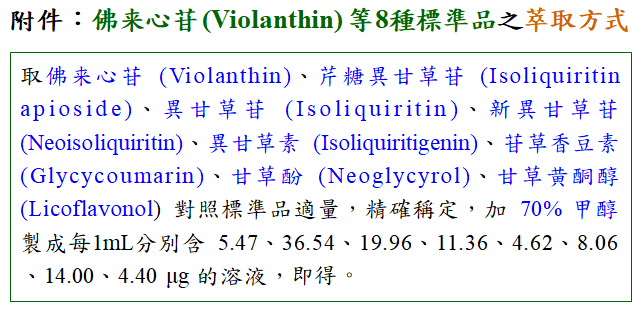 附件：佛来心苷 (Violanthin) 等8種標準品之萃取方式
取佛来心苷 (Violanthin)、芹糖異甘草苷 (Isoliquiritin
apioside)、異甘草苷 (Isoliquiritin)、新異甘草苷
(Neoisoliquiritin)、異甘草素 (Isoliquiritigenin)、苷草香豆素
(Glycycoumarin)、甘草酚 (Neoglycyrol)、甘草黄酮醇
(Licoflavonol) 對照標準品適量，精確稱定，加 70% 甲醇
製成每1mL分別含 5.47、36.54、19.96、11.36、4.62、8.06
、14.00、4.40 μg 的溶液，即得。